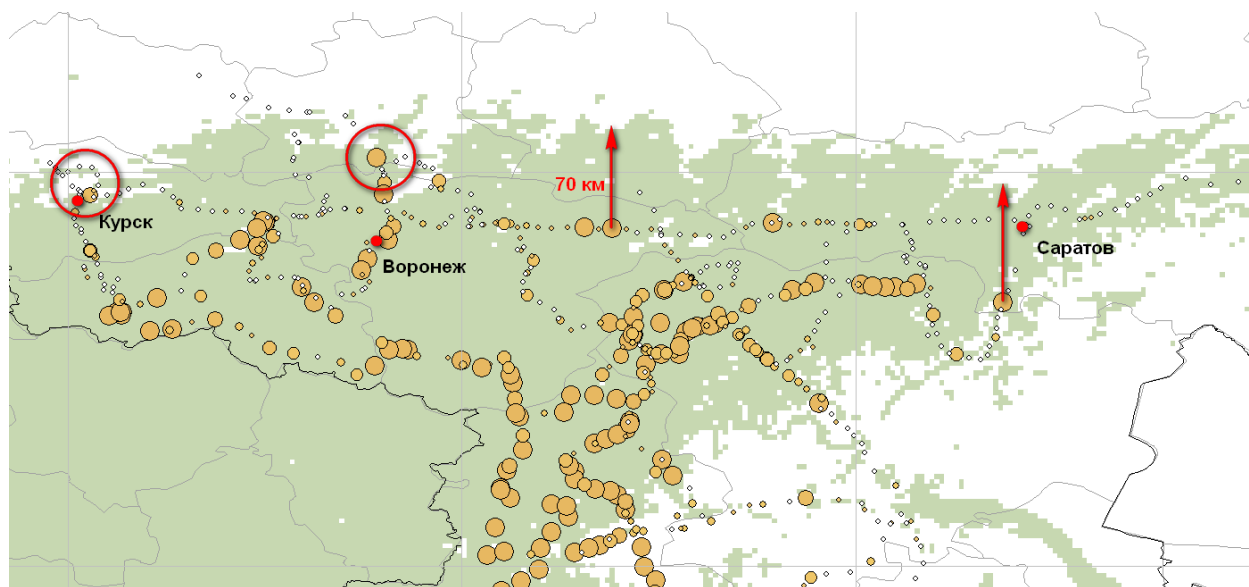 70 км
Курск
Воронеж
Саратов